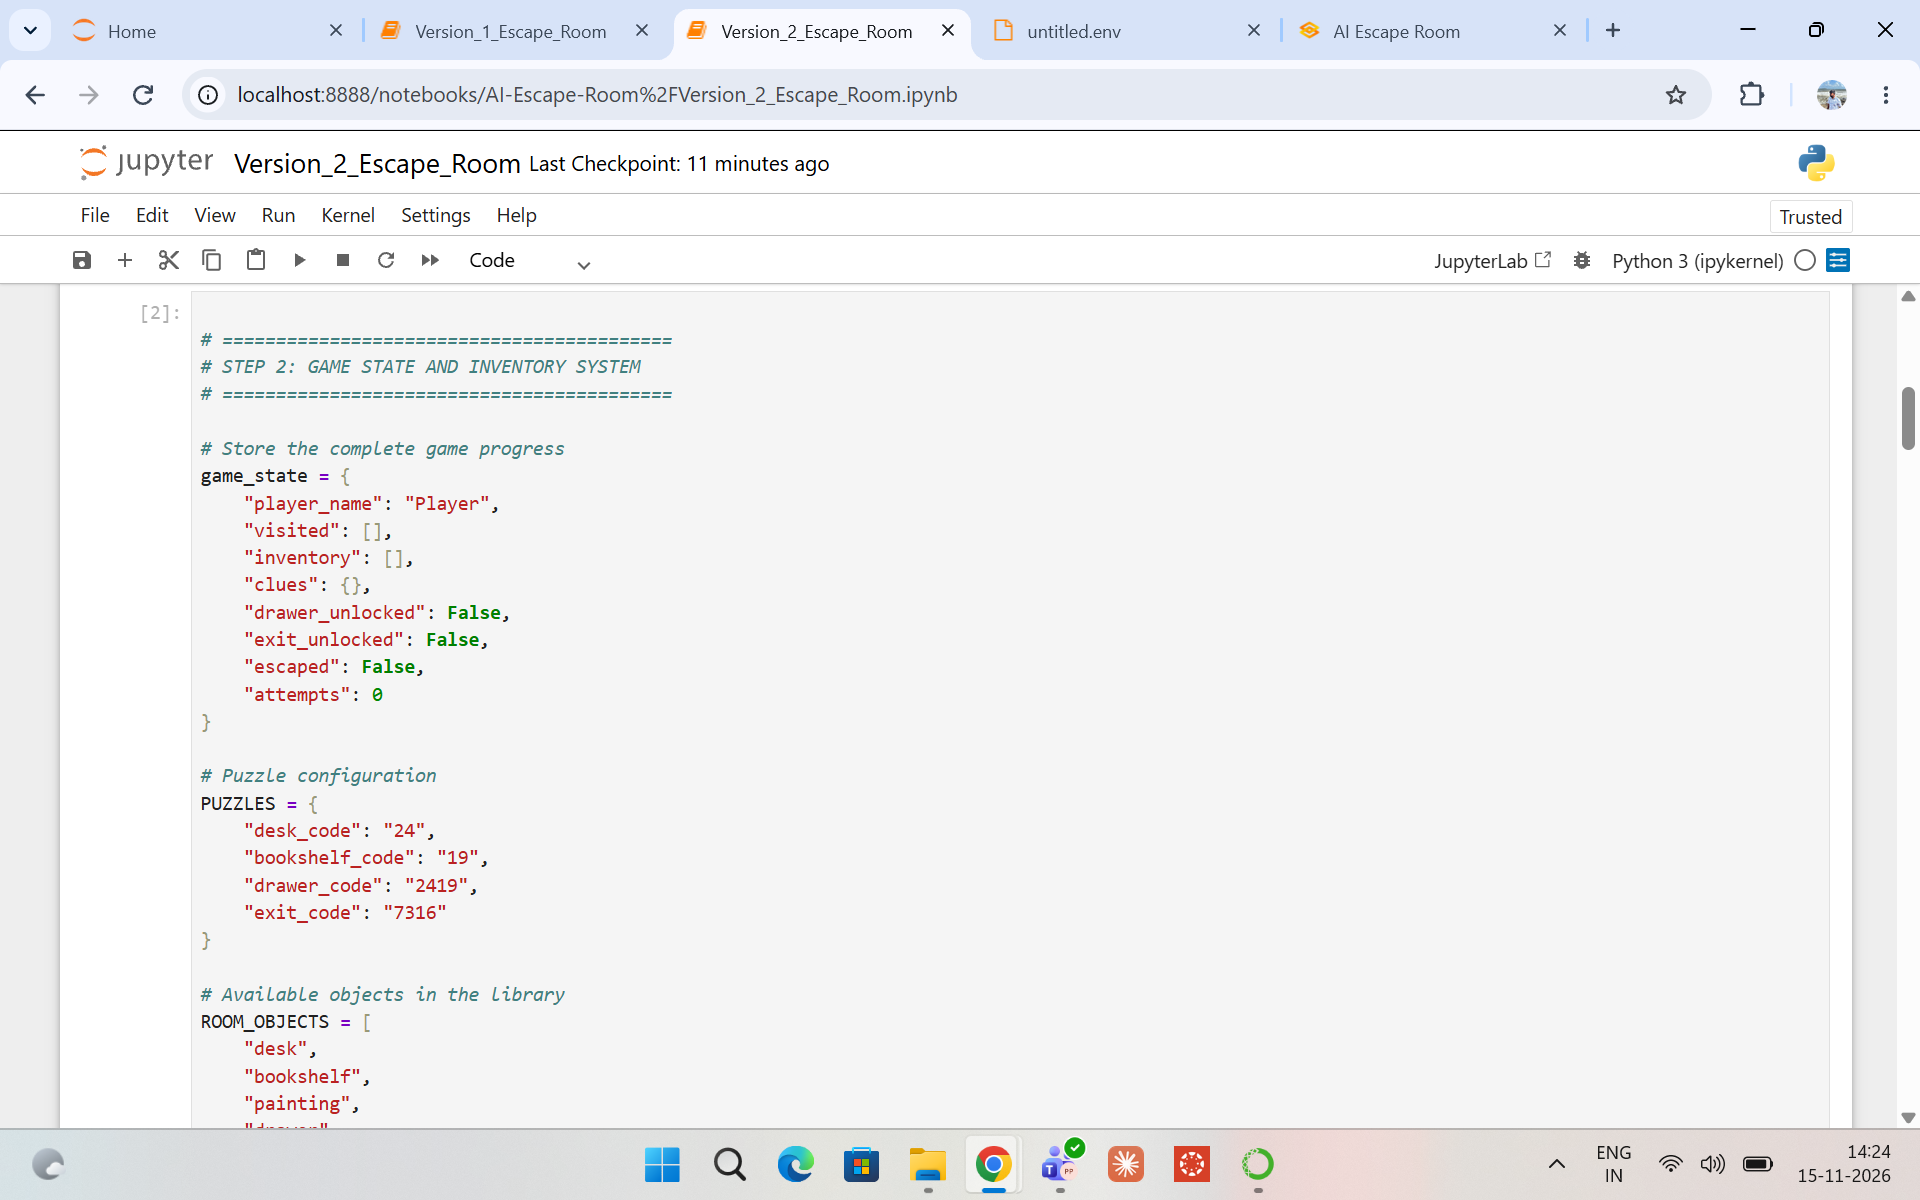 Home
Version_1_Escape_Room
Version_2_Escape_Room
untitled.env
AI Escape Room
localhost:8888/notebooks/AI-Escape-Room%2FVersion_2_Escape_Room.ipynb
jupyter Version_2_Escape_Room Last Checkpoint: 11 minutes ago
File Edit View Run Kernel Settings Help Trusted
Code JupyterLab Python 3 (ipykernel)
[2]:
# ==========================================
# STEP 2: GAME STATE AND INVENTORY SYSTEM
# ==========================================
# Store the complete game progress
game_state = {
    "player_name": "Player",
    "visited": [],
    "inventory": [],
    "clues": {},
    "drawer_unlocked": False,
    "exit_unlocked": False,
    "escaped": False,
    "attempts": 0
}
# Puzzle configuration
PUZZLES = {
    "desk_code": "24",
    "bookshelf_code": "19",
    "drawer_code": "2419",
    "exit_code": "7316"
}
# Available objects in the library
ROOM_OBJECTS = [
    "desk",
    "bookshelf",
    "painting",
T PP
ENG
IN
14:24
15-11-2026